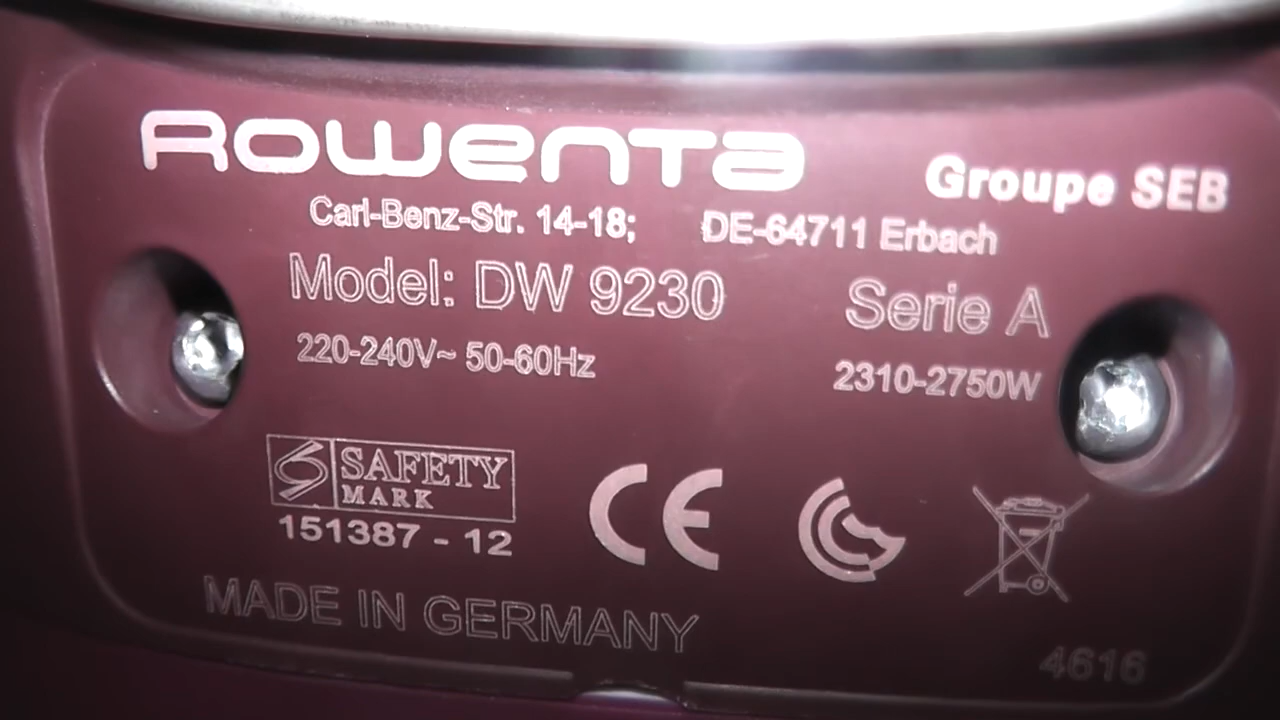 Rowenta
Groupe SEB
Carl-Benz-Str. 14-18; DE-64711 Erbach
Model: DW 9230 Serie A
220-240V~ 50-60Hz 2310-2750W
S SAFETY
MARK
151387 - 12
CE
MADE IN GERMANY
4616